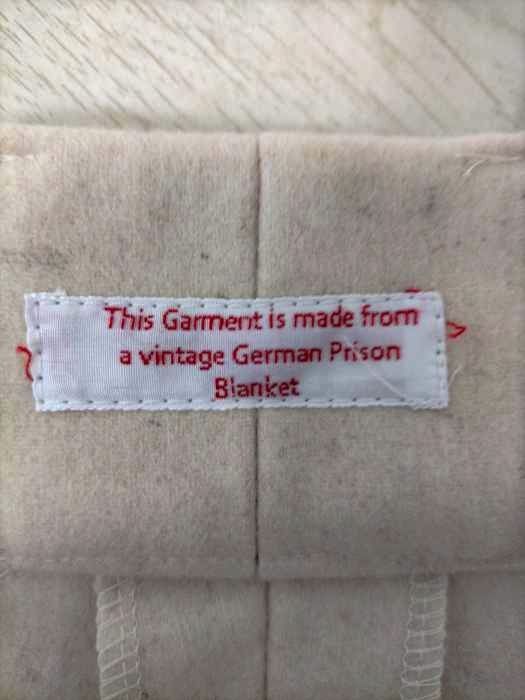 This Garment is made from
a vintage German Prison
Blanket